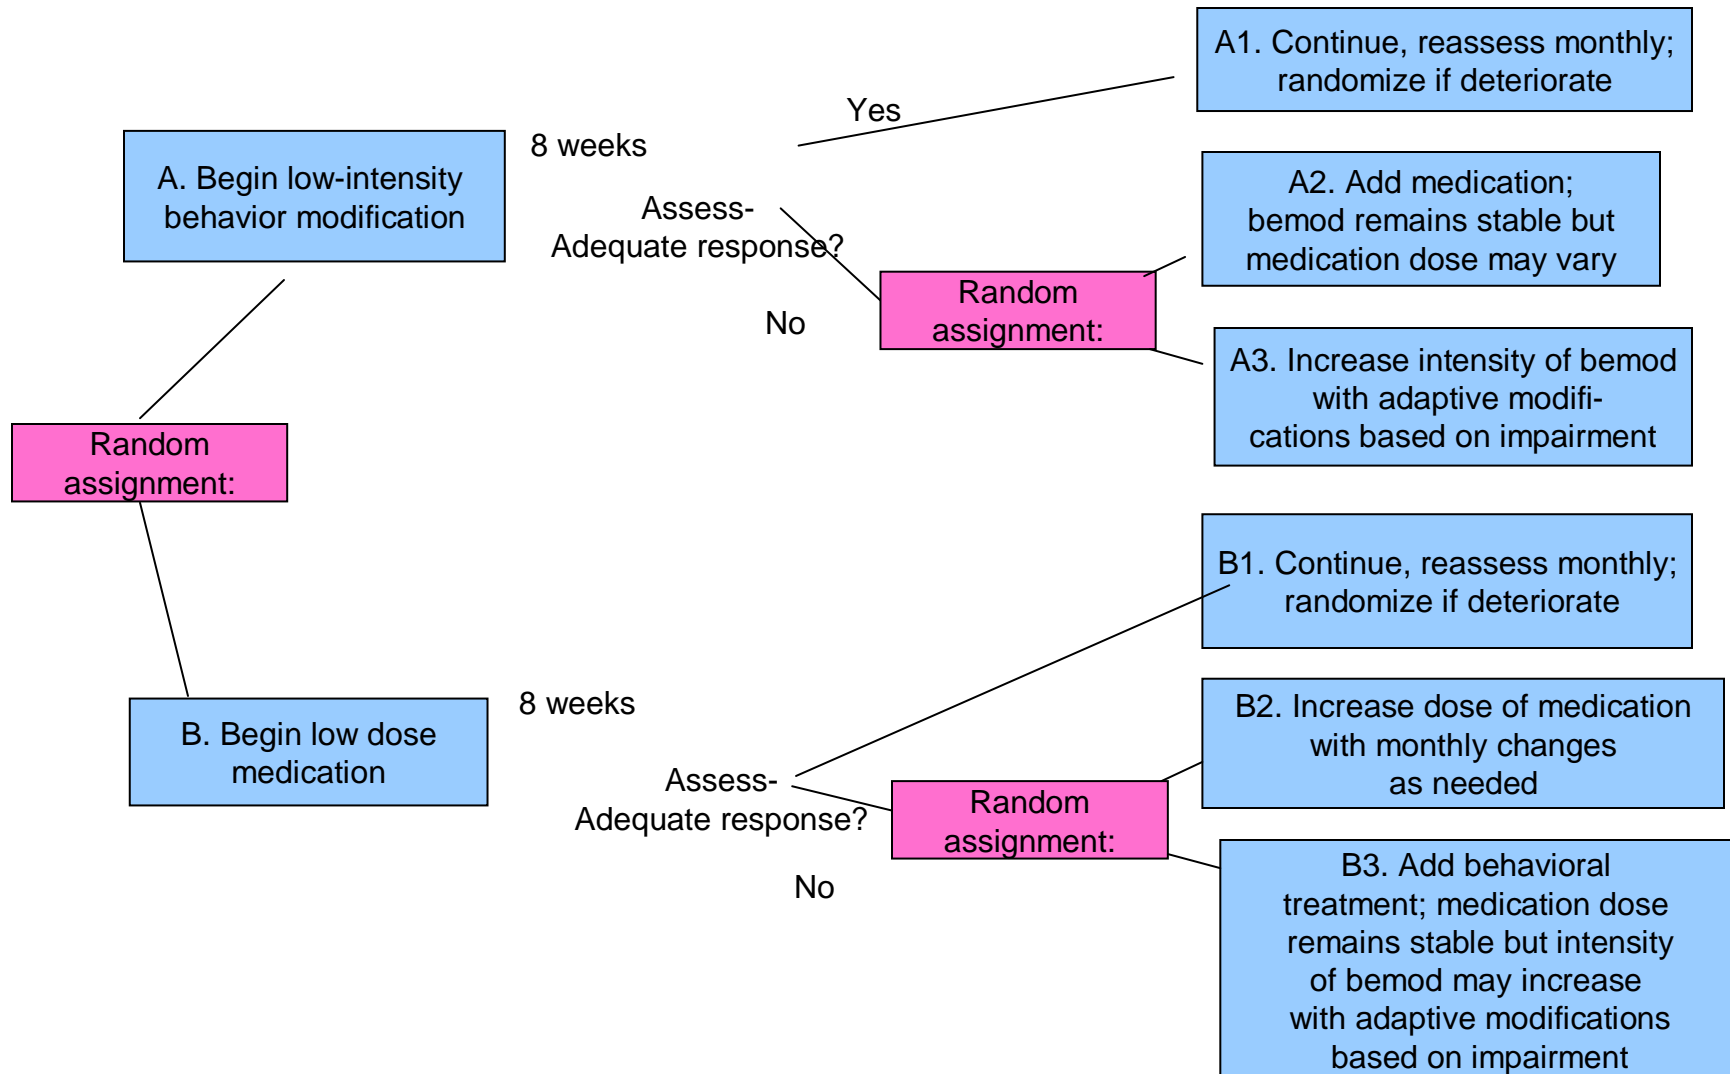 A1. Continue, reassess monthly;
randomize if deteriorate
Yes
8 weeks
A. Begin low-intensity
behavior modification
Assess-
Adequate response?
A2. Add medication;
bemod remains stable but
medication dose may vary
Random
assignment:
No
A3. Increase intensity of bemod
with adaptive modifi-
cations based on impairment
Random
assignment:
B1. Continue, reassess monthly;
randomize if deteriorate
8 weeks
B. Begin low dose
medication
Assess-
Adequate response?
B2. Increase dose of medication
with monthly changes
as needed
Random
assignment:
No
B3. Add behavioral
treatment; medication dose
remains stable but intensity
of bemod may increase
with adaptive modifications
based on impairment